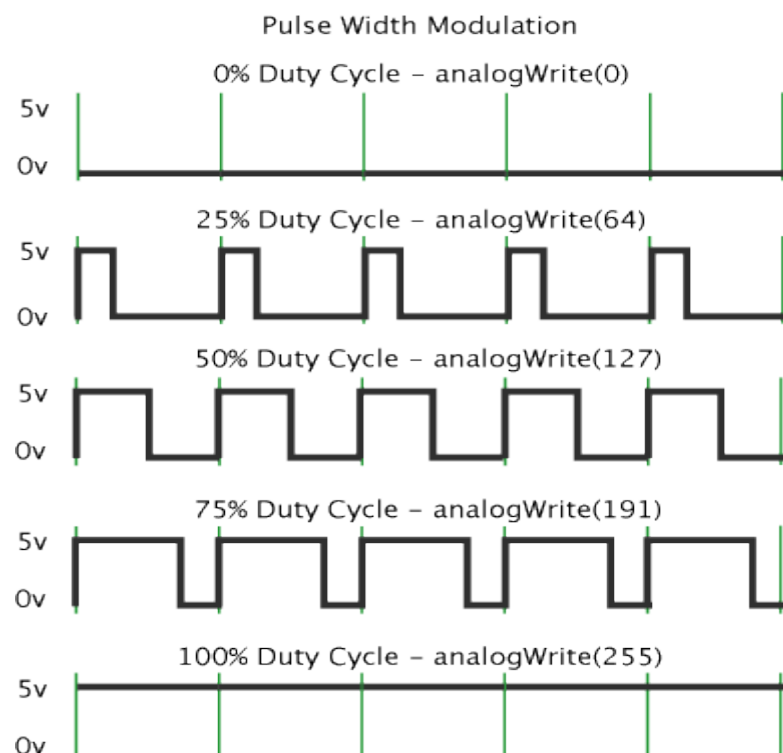 Pulse Width Modulation
0% Duty Cycle – analogWrite(0)
5v
0v
25% Duty Cycle – analogWrite(64)
5v
0v
50% Duty Cycle – analogWrite(127)
5v
0v
75% Duty Cycle – analogWrite(191)
5v
0v
100% Duty Cycle – analogWrite(255)
5v
0v